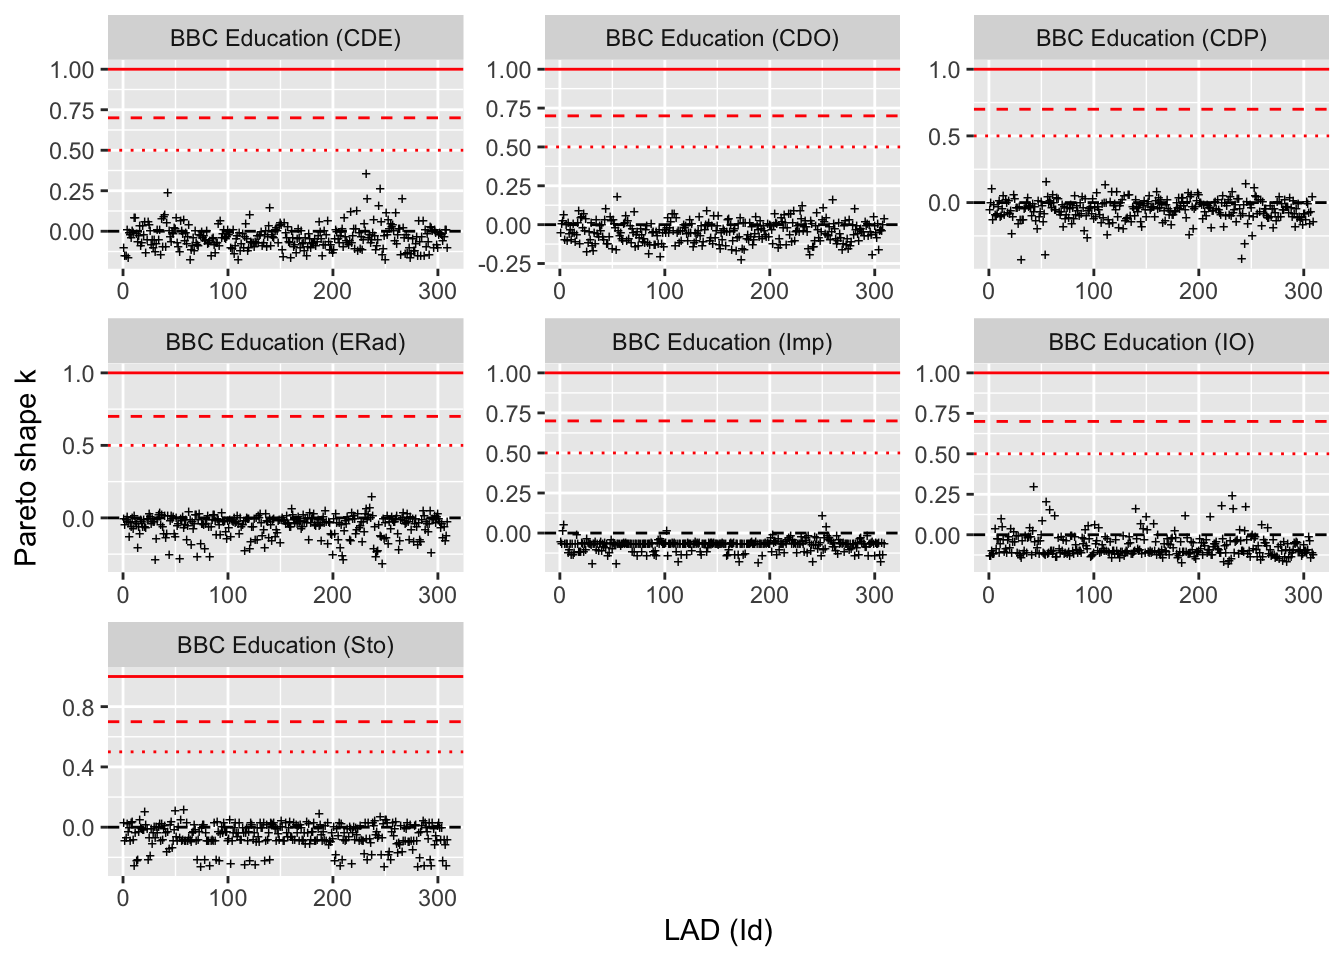 BBC Education (CDE)
BBC Education (CDO)
BBC Education (CDP)
1.00
0.75
0.50
0.25
0.00
0 100 200 300
1.00
0.75
0.50
0.25
0.00
-0.25
0 100 200 300
1.0
0.5
0.0
0 100 200 300
BBC Education (ERad)
BBC Education (Imp)
BBC Education (IO)
Pareto shape k
1.0
0.5
0.0
0 100 200 300
1.00
0.75
0.50
0.25
0.00
0 100 200 300
1.00
0.75
0.50
0.25
0.00
0 100 200 300
BBC Education (Sto)
0.8
0.4
0.0
0 100 200 300
LAD (Id)